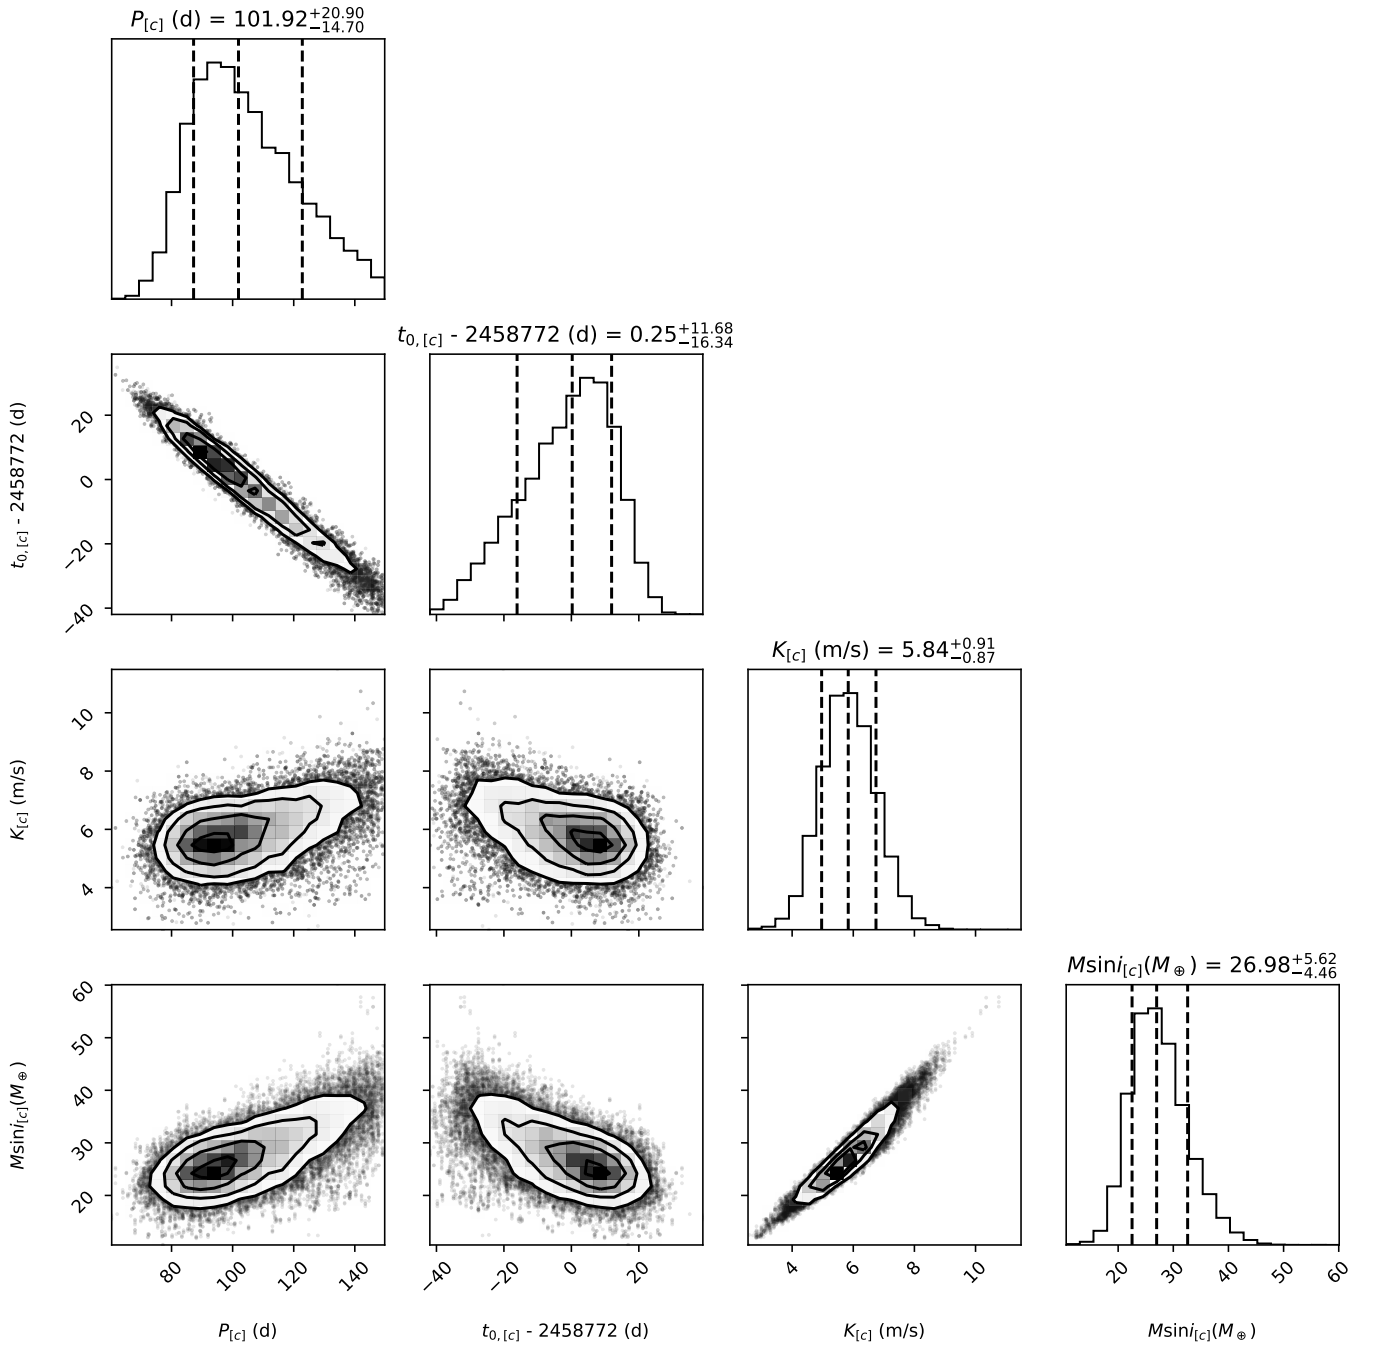 P[c] (d) = 101.92+20.90−14.70
t0,[c] - 2458772 (d) = 0.25+11.68−16.34
t0,[c] - 2458772 (d)
20
0
−20
−40
K[c] (m/s) = 5.84+0.91−0.87
K[c] (m/s)
10
8
6
4
Msini[c](M⊕) = 26.98+5.62−4.46
Msini[c](M⊕)
60
50
40
30
20
80 100 120 140
−40 −20 0 20
4 6 8 10
20 30 40 50 60
P[c] (d)
t0,[c] - 2458772 (d)
K[c] (m/s)
Msini[c](M⊕)